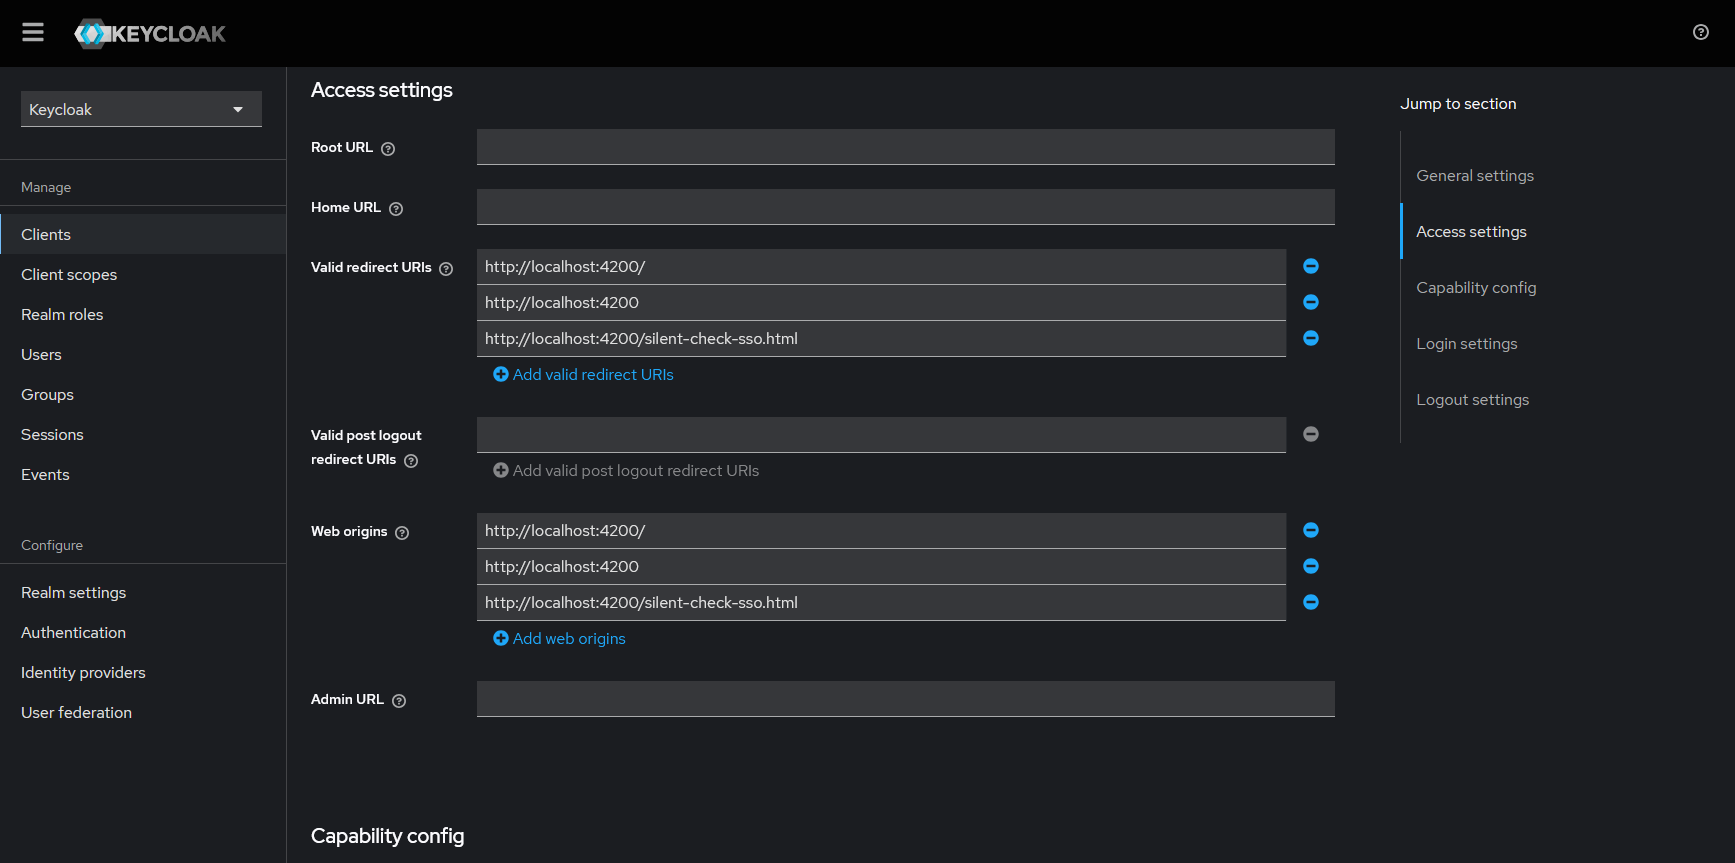 KEYCLOAK
Keycloak
Manage
Clients
Client scopes
Realm roles
Users
Groups
Sessions
Events
Configure
Realm settings
Authentication
Identity providers
User federation
Access settings
Root URL
Home URL
Valid redirect URIs
http://localhost:4200/
http://localhost:4200
http://localhost:4200/silent-check-sso.html
Add valid redirect URIs
Valid post logout
redirect URIs
Add valid post logout redirect URIs
Web origins
http://localhost:4200/
http://localhost:4200
http://localhost:4200/silent-check-sso.html
Add web origins
Admin URL
Capability config
Jump to section
General settings
Access settings
Capability config
Login settings
Logout settings